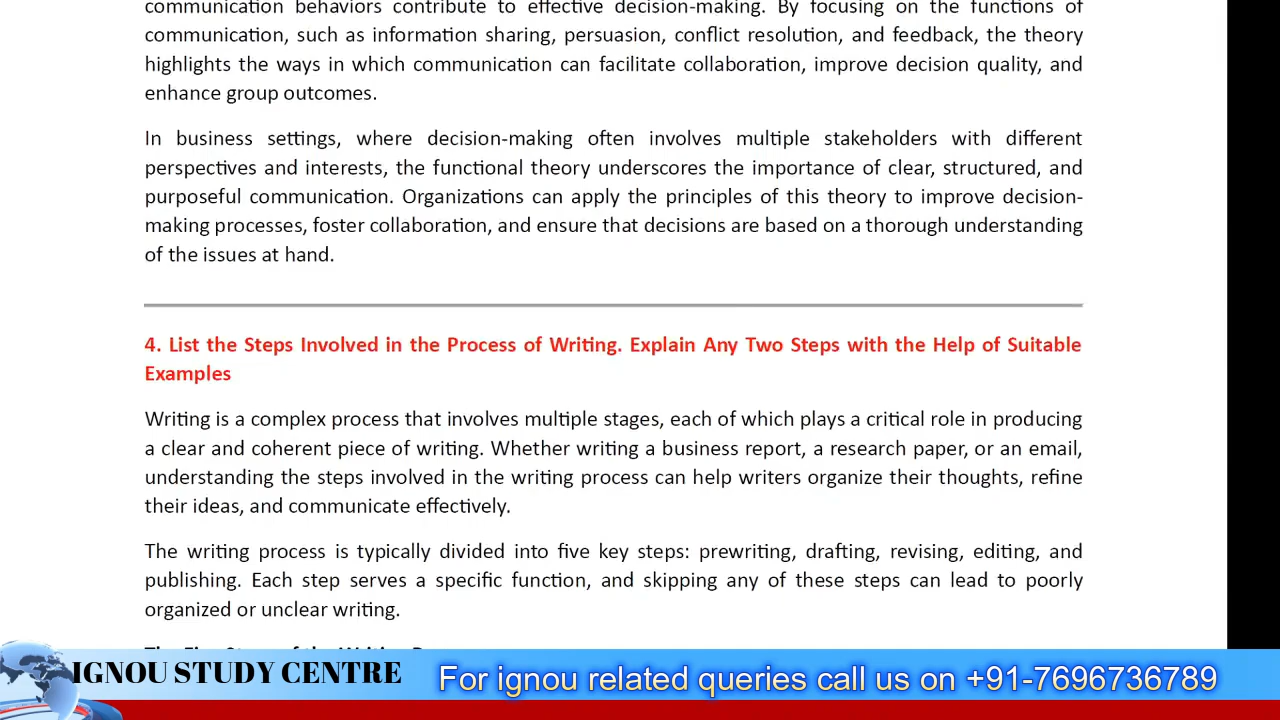 communication behaviors contribute to effective decision-making. By focusing on the functions of
communication, such as information sharing, persuasion, conflict resolution, and feedback, the theory
highlights the ways in which communication can facilitate collaboration, improve decision quality, and
enhance group outcomes.
In business settings, where decision-making often involves multiple stakeholders with different
perspectives and interests, the functional theory underscores the importance of clear, structured, and
purposeful communication. Organizations can apply the principles of this theory to improve decision-
making processes, foster collaboration, and ensure that decisions are based on a thorough understanding
of the issues at hand.
4. List the Steps Involved in the Process of Writing. Explain Any Two Steps with the Help of Suitable
Examples
Writing is a complex process that involves multiple stages, each of which plays a critical role in producing
a clear and coherent piece of writing. Whether writing a business report, a research paper, or an email,
understanding the steps involved in the writing process can help writers organize their thoughts, refine
their ideas, and communicate effectively.
The writing process is typically divided into five key steps: prewriting, drafting, revising, editing, and
publishing. Each step serves a specific function, and skipping any of these steps can lead to poorly
organized or unclear writing.
IGNOU STUDY CENTRE
For ignou related queries call us on +91-7696736789